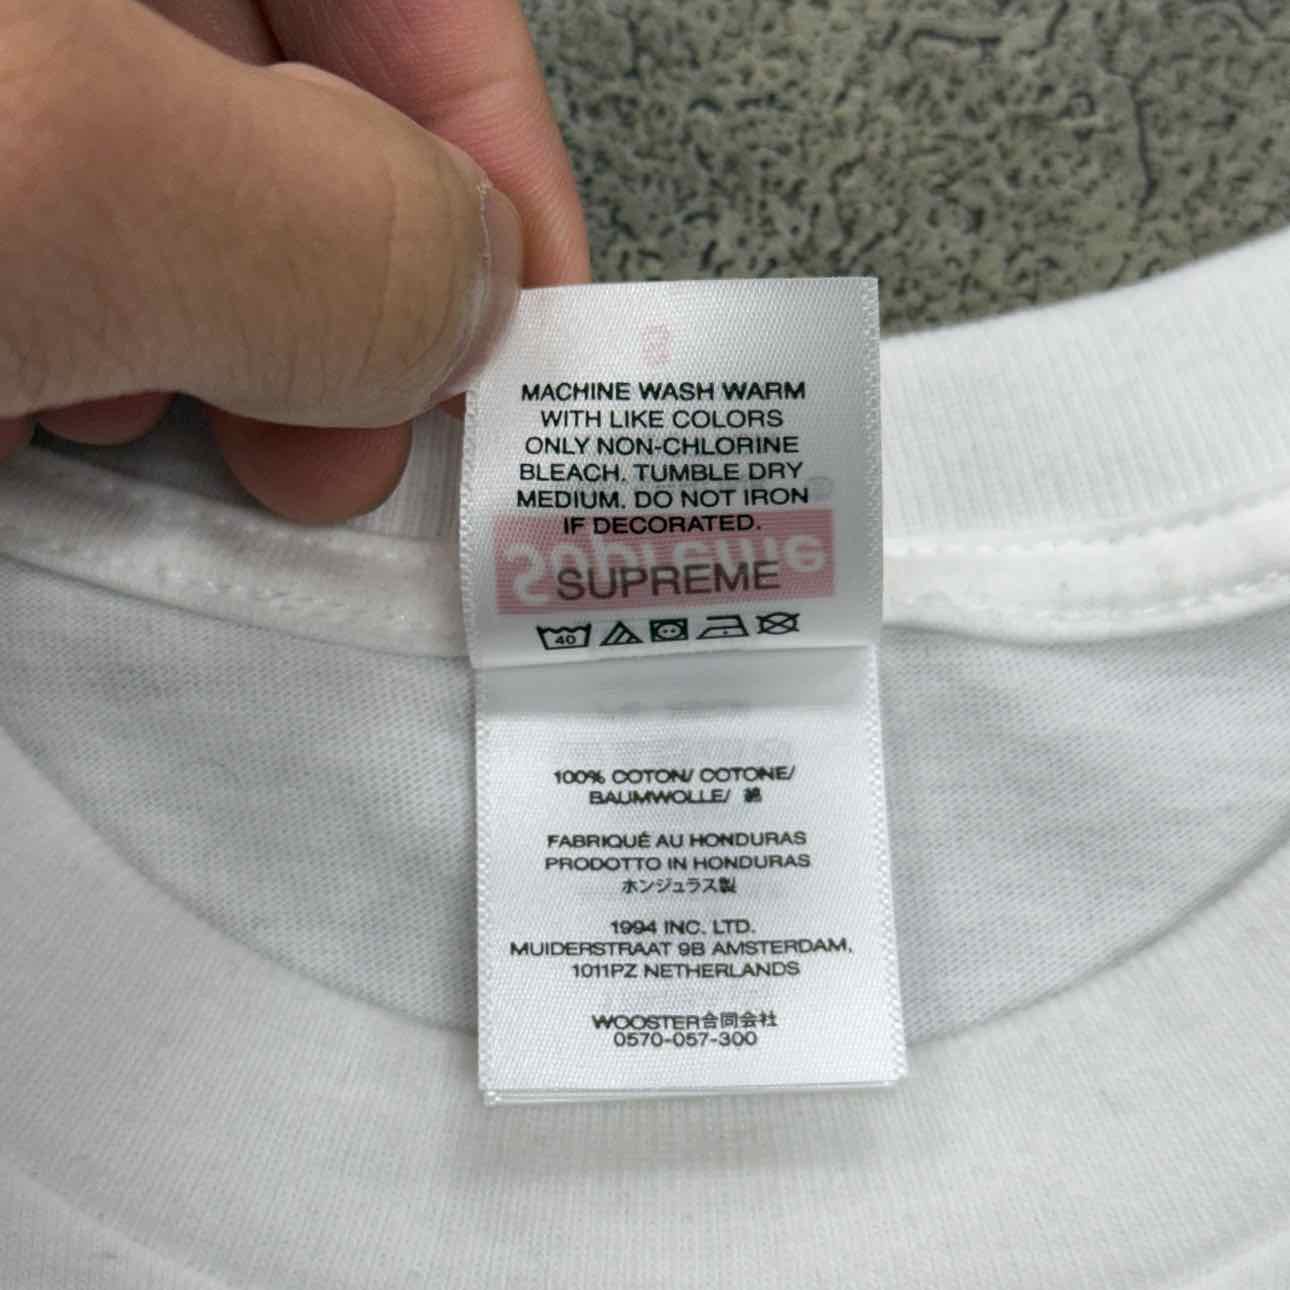 S
MACHINE WASH WARM
WITH LIKE COLORS
ONLY NON-CHLORINE
BLEACH. TUMBLE DRY
MEDIUM. DO NOT IRON
IF DECORATED.
Supreme®
SUPREME
40
100% COTON/ COTONE/
BAUMWOLLE/ 綿
FABRIQUÉ AU HONDURAS
PRODOTTO IN HONDURAS
ホンジュラス製
1994 INC. LTD.
MUIDERSTRAAT 9B AMSTERDAM,
1011PZ NETHERLANDS
WOOSTER合同会社
0570-057-300